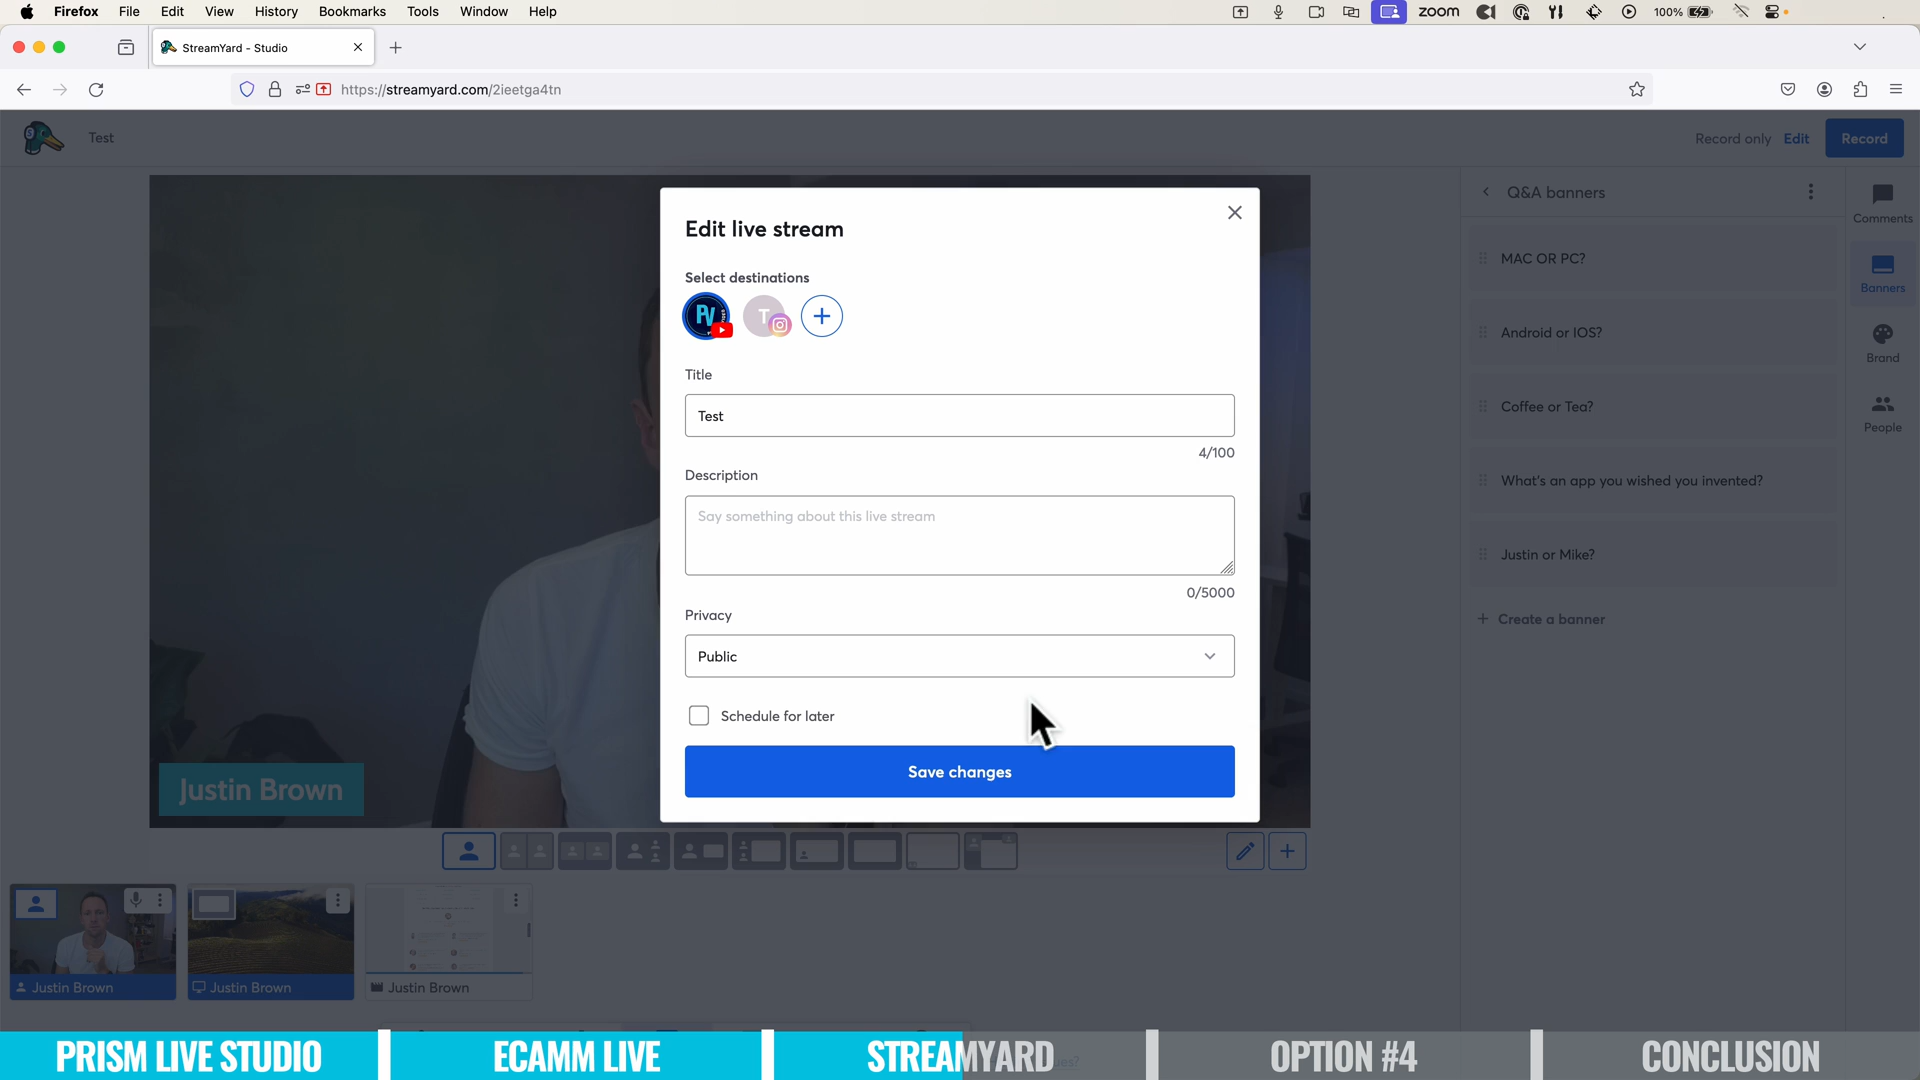 Firefox File Edit View History Bookmarks Tools Window Help
zoom 100%
StreamYard - Studio
https://streamyard.com/2ieetga4tn
Test
Record only Edit Record
Edit live stream
Select destinations
PV T
Title
Test
4/100
Description
Say something about this live stream
0/5000
Privacy
Public
Schedule for later
Save changes
Q&A banners
MAC OR PC?
Android or IOS?
Coffee or Tea?
What's an app you wished you invented?
Justin or Mike?
Create a banner
Comments
Banners
Brand
People
Justin Brown
Justin Brown
Justin Brown
Justin Brown
PRISM LIVE STUDIO ECAMM LIVE STREAMYARD OPTION #4 CONCLUSION